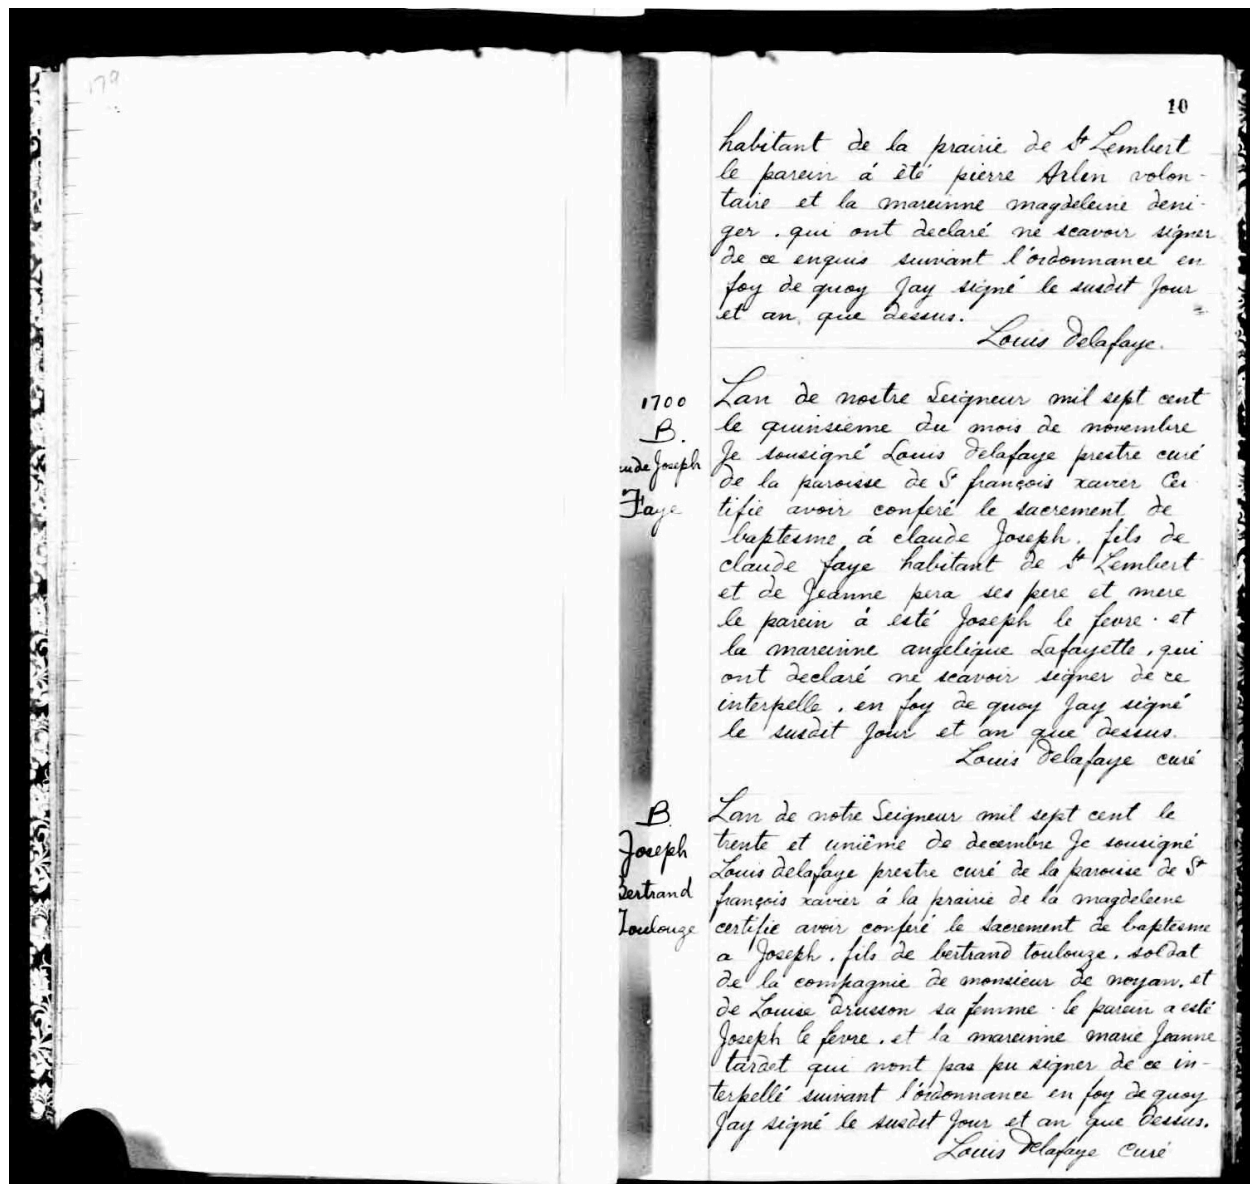 179
10
habitant de la prairie de St Lembert
le parein á été pierre Arlin volon-
taire et la mareinne magdeleine deni-
ger . qui ont declaré ne scavoir signer
de ce enquis suivant l'ordonnance en
foy de quoy Jay signé le susdit Jour
et an que dessus.
Louis Delafaye.
1700
B.
ude Joseph
Faye
Lan de nostre Seigneur mil sept cent
le quinsieme du mois de novembre
Je sousigné Louis delafaye prestre curé
de la paroisse de St françois xavier Cer
tifie avoir conferé le sacrement de
baptesme á claude Joseph . fils de
claude faye habitant de St Lembert
et de Jeanne pera ses pere et mere
le parein á esté Joseph le fevre . et
la mareinne angelique Lafayette . qui
ont declaré ne scavoir signer de ce
interpelle . en foy de quoy Jay signé
le susdit Jour et an que dessus.
Louis Delafaye curé
B.
Joseph
Bertrand
Toulouze
Lan de notre Seigneur mil sept cent le
trente et uniême de decembre Je sousigné
Louis delafaye prestre curé de la paroisse de St
françois xavier á la prairie de la magdeleine
certifie avoir conferé le sacrement de baptesme
a Joseph . fils de bertrand toulouze . soldat
de la compagnie de monsieur de noyan . et
de Louise drusson sa femme . le parein a esté
Joseph le fevre . et la mareinne marie Jeanne
tardet qui nont pas pu signer de ce in-
terpellé suivant l'ordonnance en foy de quoy
Jay signé le susdit Jour et an que dessus.
Louis Delafaye Curé